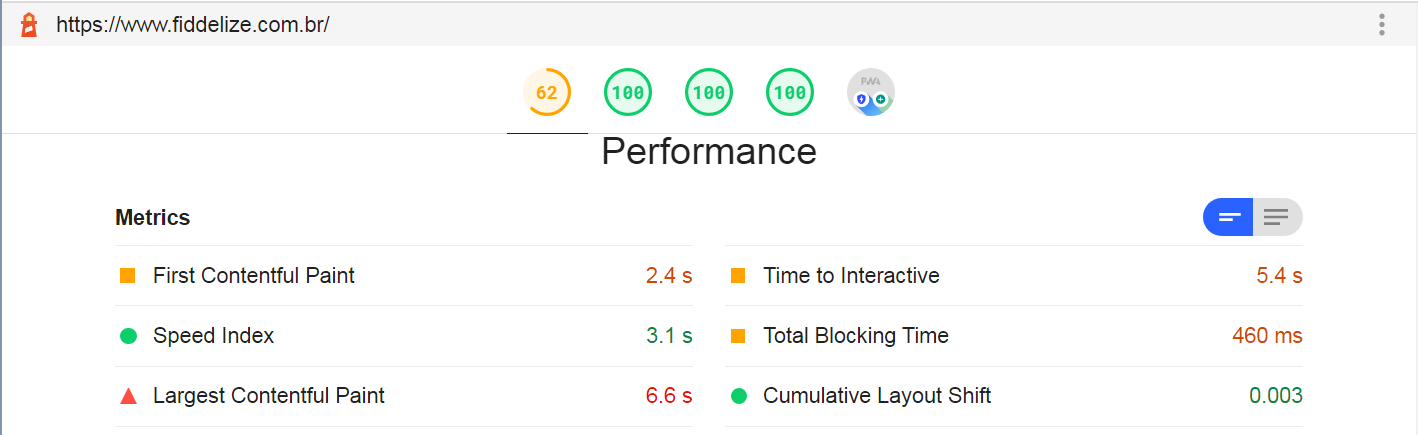 https://www.fiddelize.com.br/
62 100 100 100 PWA
Performance
Metrics
First Contentful Paint 2.4 s
Time to Interactive 5.4 s
Speed Index 3.1 s
Total Blocking Time 460 ms
Largest Contentful Paint 6.6 s
Cumulative Layout Shift 0.003